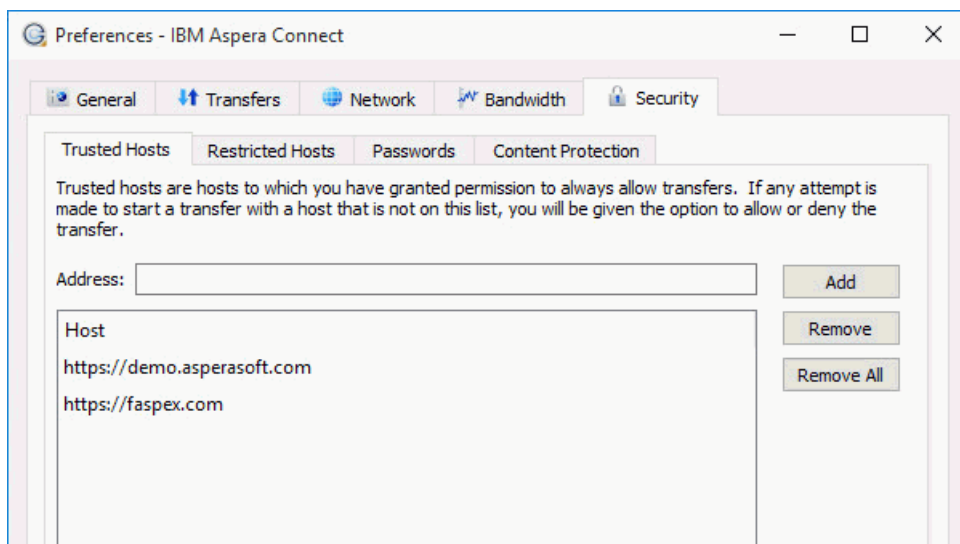 Preferences - IBM Aspera Connect
General Transfers Network Bandwidth Security
Trusted Hosts Restricted Hosts Passwords Content Protection
Trusted hosts are hosts to which you have granted permission to always allow transfers.  If any attempt is
made to start a transfer with a host that is not on this list, you will be given the option to allow or deny the
transfer.
Address: Add
Host Remove
https://demo.asperasoft.com Remove All
https://faspex.com